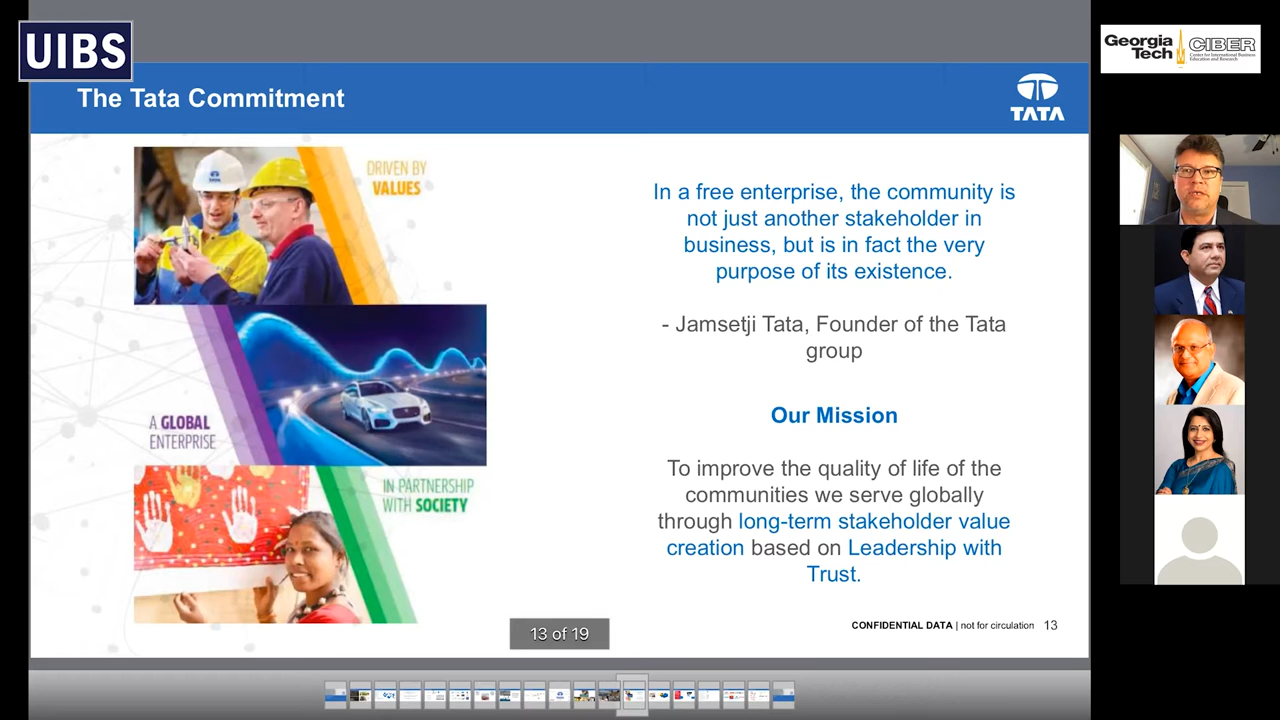 UIBS
Georgia
Tech
CIBER
Center for International Business
Education and Research
The Tata Commitment
TATA
DRIVEN BY
VALUES
A GLOBAL
ENTERPRISE
IN PARTNERSHIP
WITH SOCIETY
In a free enterprise, the community is
not just another stakeholder in
business, but is in fact the very
purpose of its existence.
- Jamsetji Tata, Founder of the Tata
group
Our Mission
To improve the quality of life of the
communities we serve globally
through long-term stakeholder value
creation based on Leadership with
Trust.
CONFIDENTIAL DATA | not for circulation 13
13 of 19